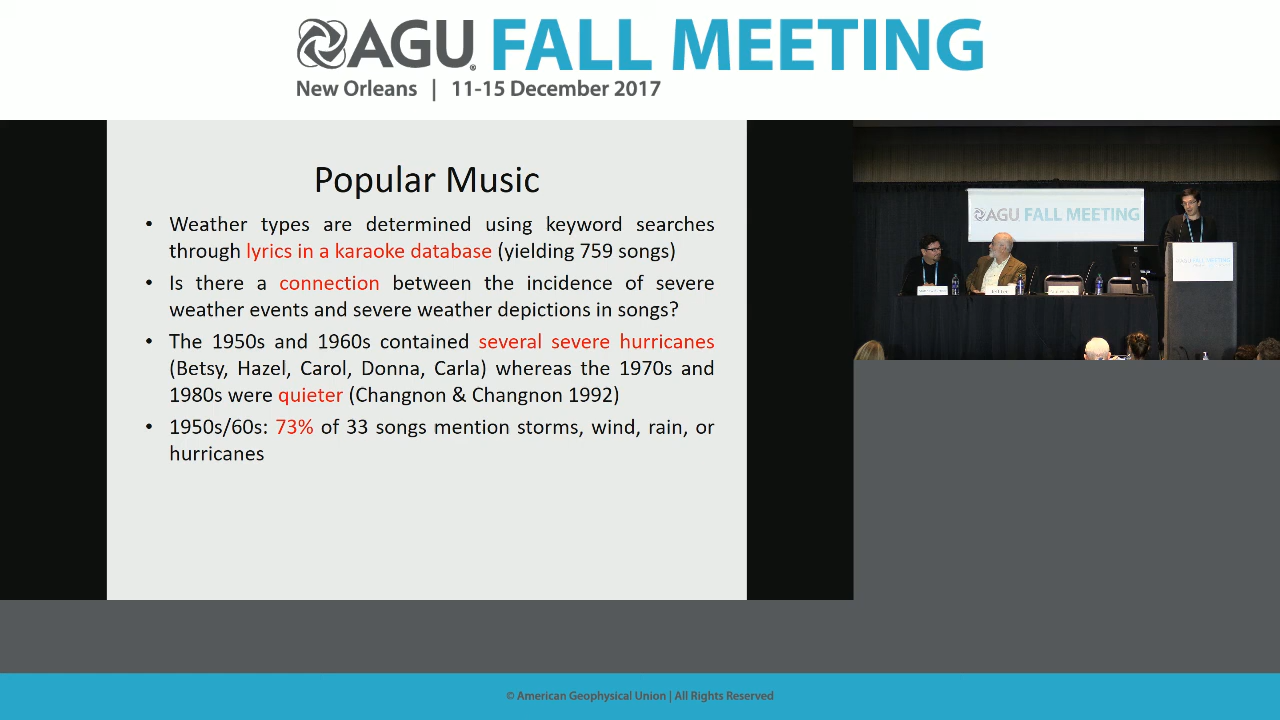 AGU FALL MEETING
New Orleans | 11-15 December 2017
Popular Music
• Weather types are determined using keyword searches
through lyrics in a karaoke database (yielding 759 songs)
• Is there a connection between the incidence of severe
weather events and severe weather depictions in songs?
• The 1950s and 1960s contained several severe hurricanes
(Betsy, Hazel, Carol, Donna, Carla) whereas the 1970s and
1980s were quieter (Changnon & Changnon 1992)
• 1950s/60s: 73% of 33 songs mention storms, wind, rain, or
hurricanes
AGU FALL MEETING
AGU FALL MEETING
© American Geophysical Union | All Rights Reserved